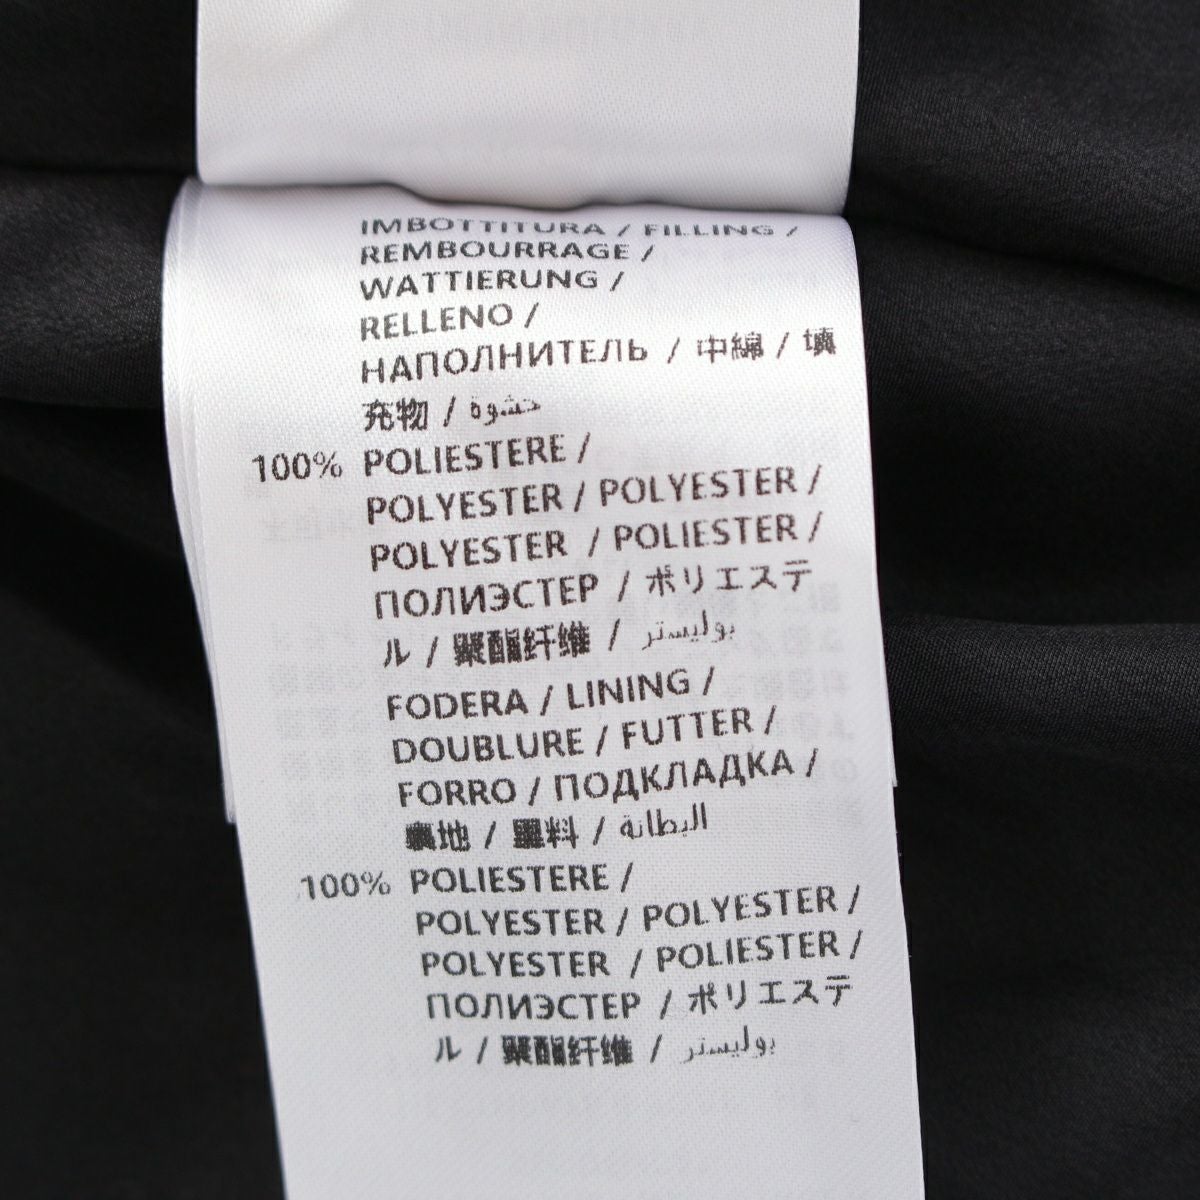 IMBOTTITURA / FILLING /
REMBOURRAGE /
WATTIERUNG /
RELLENO /
НАПОЛНИТЕЛЬ / 中綿 / 填
充物 / حشوة
100% POLIESTERE /
POLYESTER / POLYESTER /
POLYESTER / POLIESTER /
ПОЛИЭСТЕР / ポリエステ
ル / 聚酯纤维 / بوليستر
FODERA / LINING /
DOUBLURE / FUTTER /
FORRO / ПОДКЛАДКА /
裏地 / 里料 / البطانة
100% POLIESTERE /
POLYESTER / POLYESTER /
POLYESTER / POLIESTER /
ПОЛИЭСТЕР / ポリエステ
ル / 聚酯纤维 / بوليستر